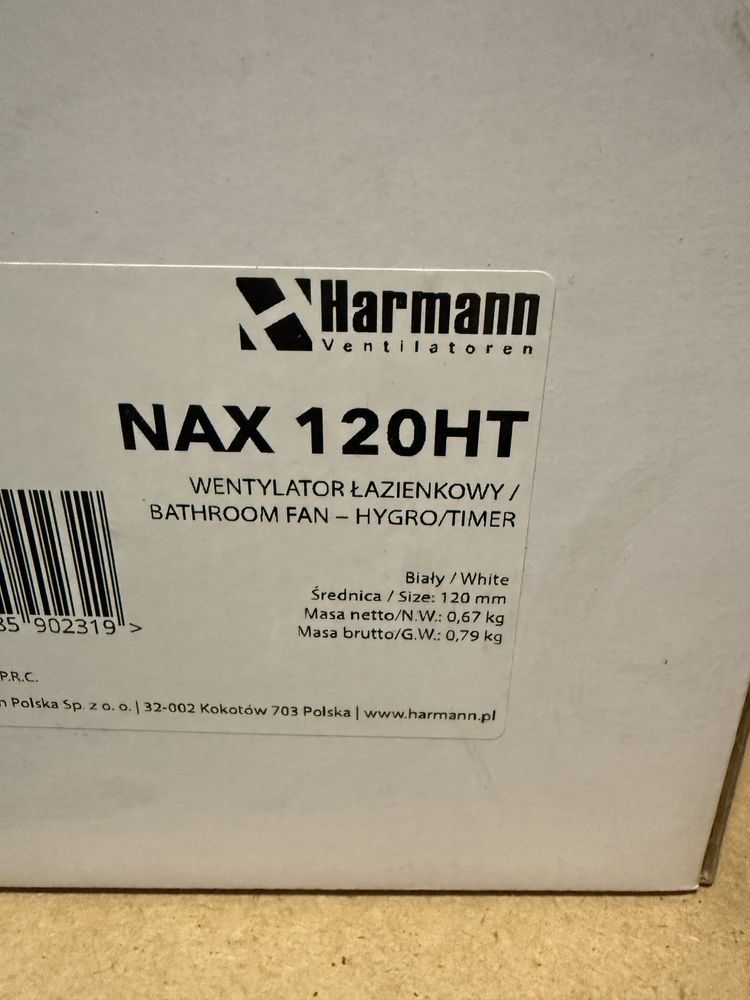 Harmann
Ventilatoren
NAX 120HT
WENTYLATOR ŁAZIENKOWY /
BATHROOM FAN – HYGRO/TIMER
Biały / White
Średnica / Size: 120 mm
Masa netto/N.W.: 0,67 kg
Masa brutto/G.W.: 0,79 kg
902319 >
P.R.C.
Polska Sp. z o. o. | 32-002 Kokotów 703 Polska | www.harmann.pl